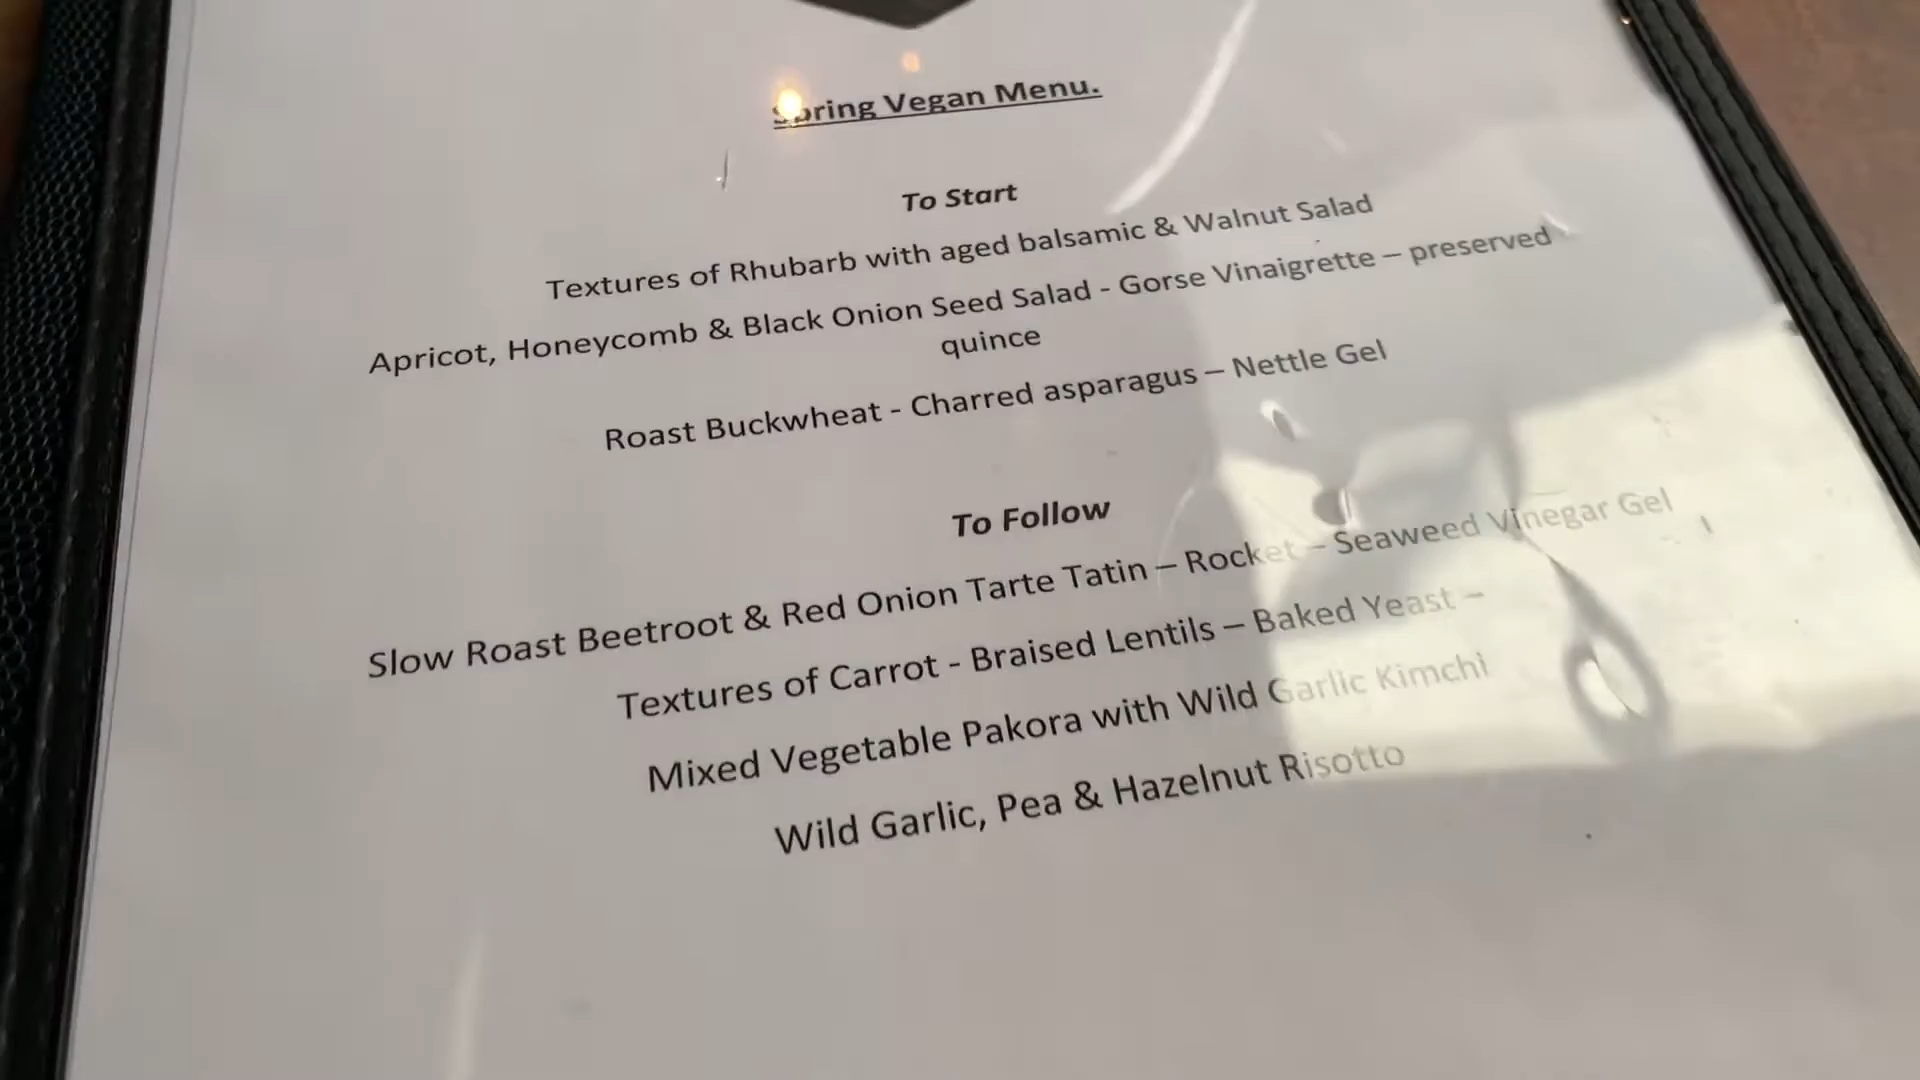 Spring Vegan Menu.
To Start
Textures of Rhubarb with aged balsamic & Walnut Salad
Apricot, Honeycomb & Black Onion Seed Salad - Gorse Vinaigrette – preserved
quince
Roast Buckwheat - Charred asparagus – Nettle Gel
To Follow
Slow Roast Beetroot & Red Onion Tarte Tatin – Rocket – Seaweed Vinegar Gel
Textures of Carrot - Braised Lentils – Baked Yeast –
Mixed Vegetable Pakora with Wild Garlic Kimchi
Wild Garlic, Pea & Hazelnut Risotto